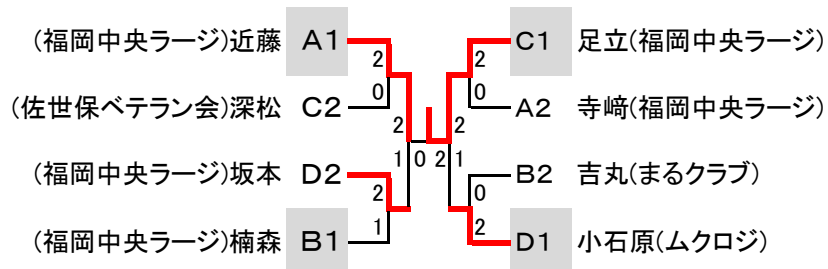 (福岡中央ラージ)近藤 A1 2 2 C1 足立(福岡中央ラージ)
(佐世保ベテラン会)深松 C2 0 0 A2 寺﨑(福岡中央ラージ)
2 2
1 0 2 1
(福岡中央ラージ)坂本 D2 2 0 B2 吉丸(まるクラブ)
(福岡中央ラージ)楠森 B1 1 2 D1 小石原(ムクロジ)